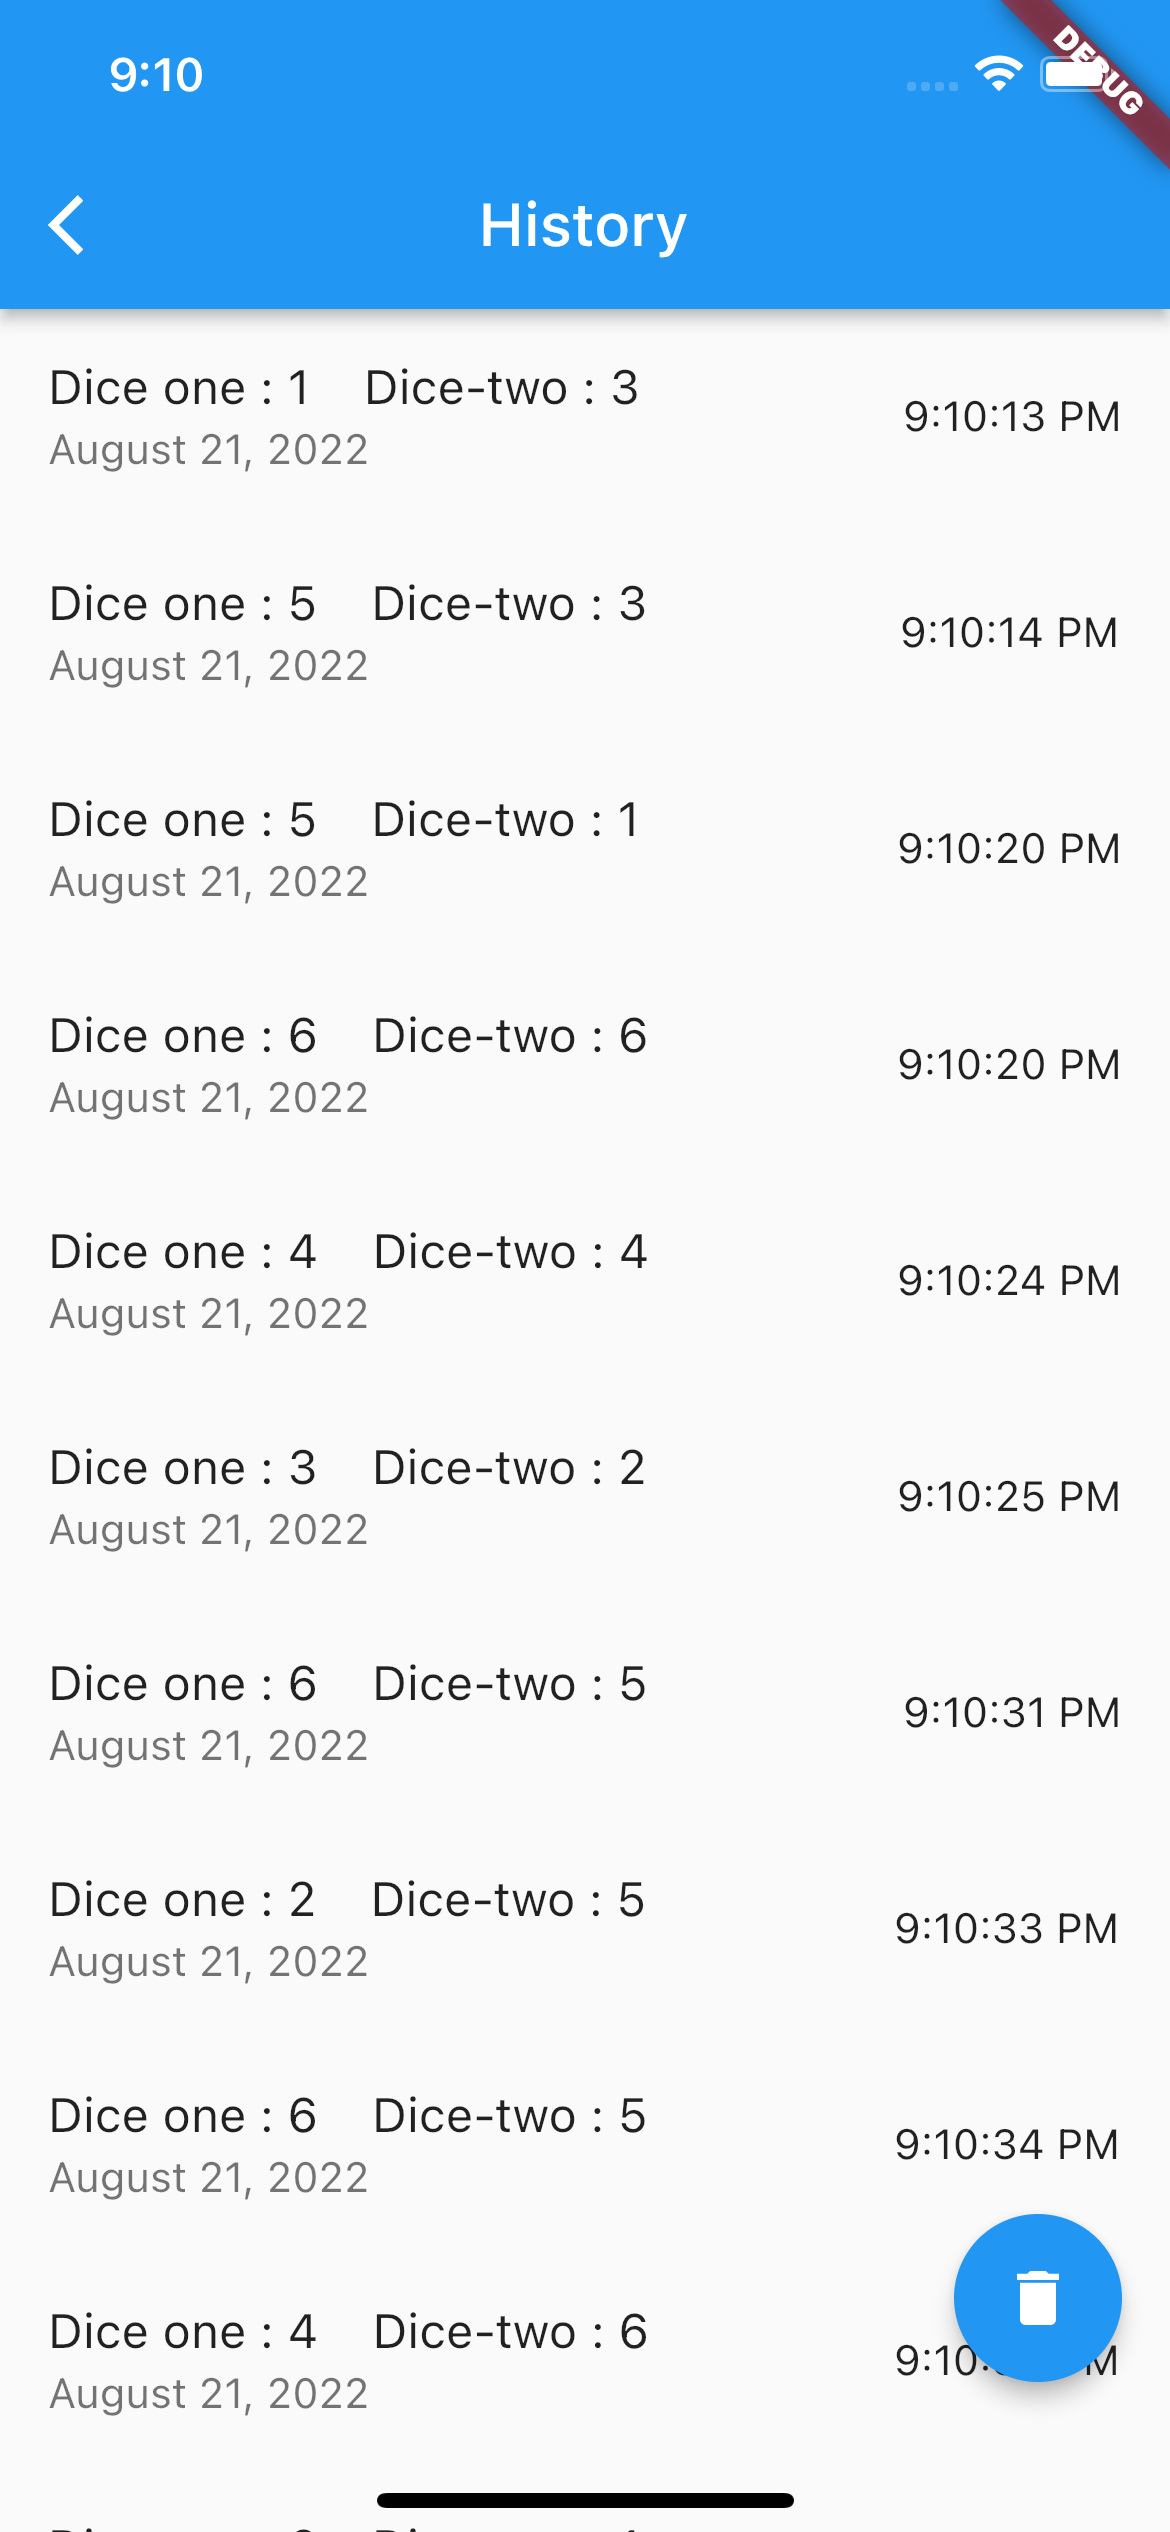 9:10
DEBUG
History
Dice one : 1 Dice-two : 3
August 21, 2022
9:10:13 PM
Dice one : 5 Dice-two : 3
August 21, 2022
9:10:14 PM
Dice one : 5 Dice-two : 1
August 21, 2022
9:10:20 PM
Dice one : 6 Dice-two : 6
August 21, 2022
9:10:20 PM
Dice one : 4 Dice-two : 4
August 21, 2022
9:10:24 PM
Dice one : 3 Dice-two : 2
August 21, 2022
9:10:25 PM
Dice one : 6 Dice-two : 5
August 21, 2022
9:10:31 PM
Dice one : 2 Dice-two : 5
August 21, 2022
9:10:33 PM
Dice one : 6 Dice-two : 5
August 21, 2022
9:10:34 PM
Dice one : 4 Dice-two : 6
August 21, 2022